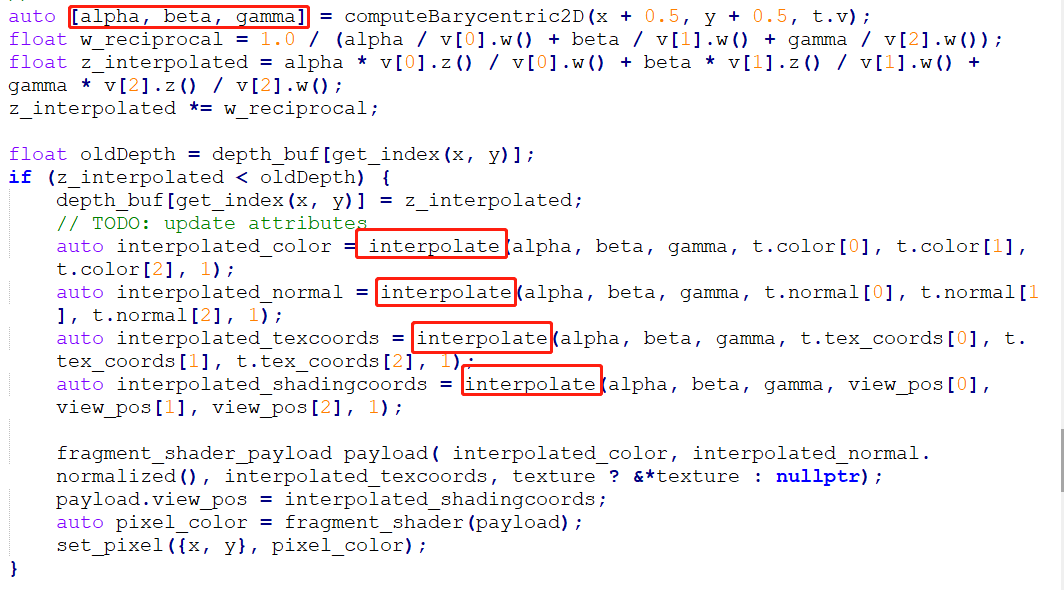 auto [alpha, beta, gamma] = computeBarycentric2D(x + 0.5, y + 0.5, t.v);
float w_reciprocal = 1.0 / (alpha / v[0].w() + beta / v[1].w() + gamma / v[2].w());
float z_interpolated = alpha * v[0].z() / v[0].w() + beta * v[1].z() / v[1].w() +
gamma * v[2].z() / v[2].w();
z_interpolated *= w_reciprocal;
float oldDepth = depth_buf[get_index(x, y)];
if (z_interpolated < oldDepth) {
depth_buf[get_index(x, y)] = z_interpolated;
// TODO: update attributes
auto interpolated_color = interpolate(alpha, beta, gamma, t.color[0], t.color[1],
t.color[2], 1);
auto interpolated_normal = interpolate(alpha, beta, gamma, t.normal[0], t.normal[1
], t.normal[2], 1);
auto interpolated_texcoords = interpolate(alpha, beta, gamma, t.tex_coords[0], t.
tex_coords[1], t.tex_coords[2], 1);
auto interpolated_shadingcoords = interpolate(alpha, beta, gamma, view_pos[0],
view_pos[1], view_pos[2], 1);
fragment_shader_payload payload( interpolated_color, interpolated_normal.
normalized(), interpolated_texcoords, texture ? &*texture : nullptr);
payload.view_pos = interpolated_shadingcoords;
auto pixel_color = fragment_shader(payload);
set_pixel({x, y}, pixel_color);
}